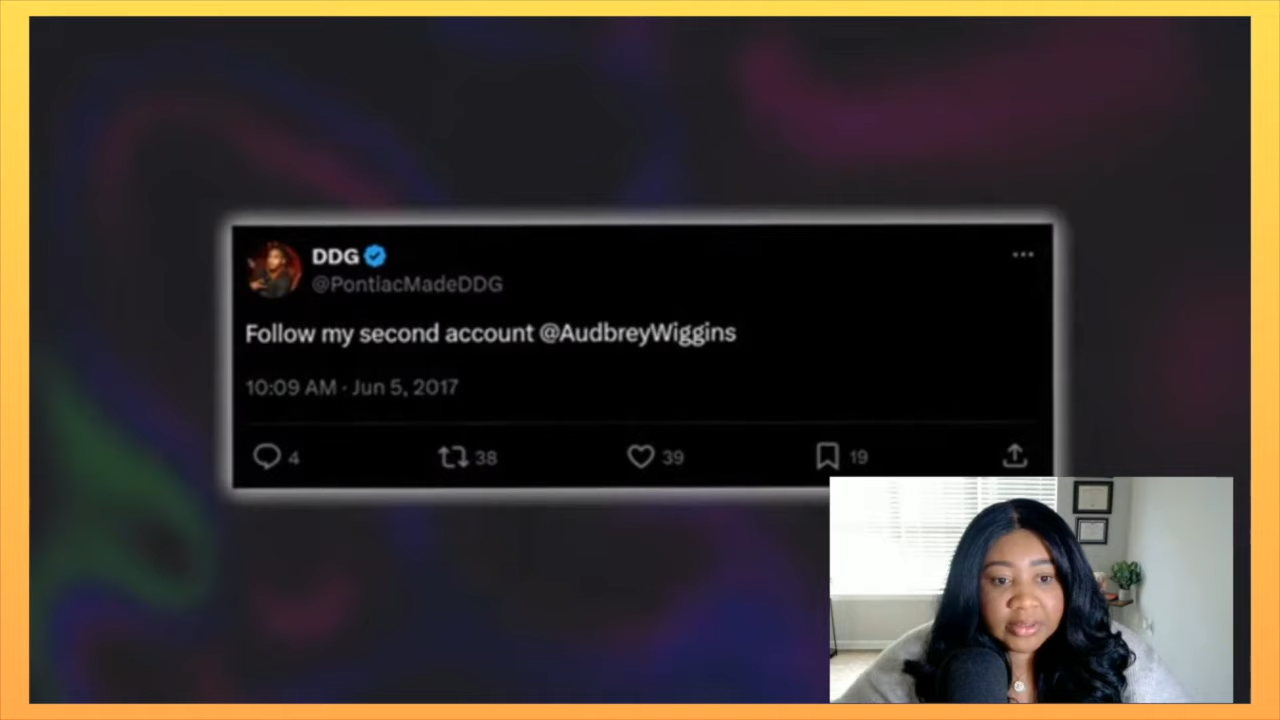 DDG
@PontiacMadeDDG
Follow my second account @AudbreyWiggins
10:09 AM · Jun 5, 2017
4 38 39 19